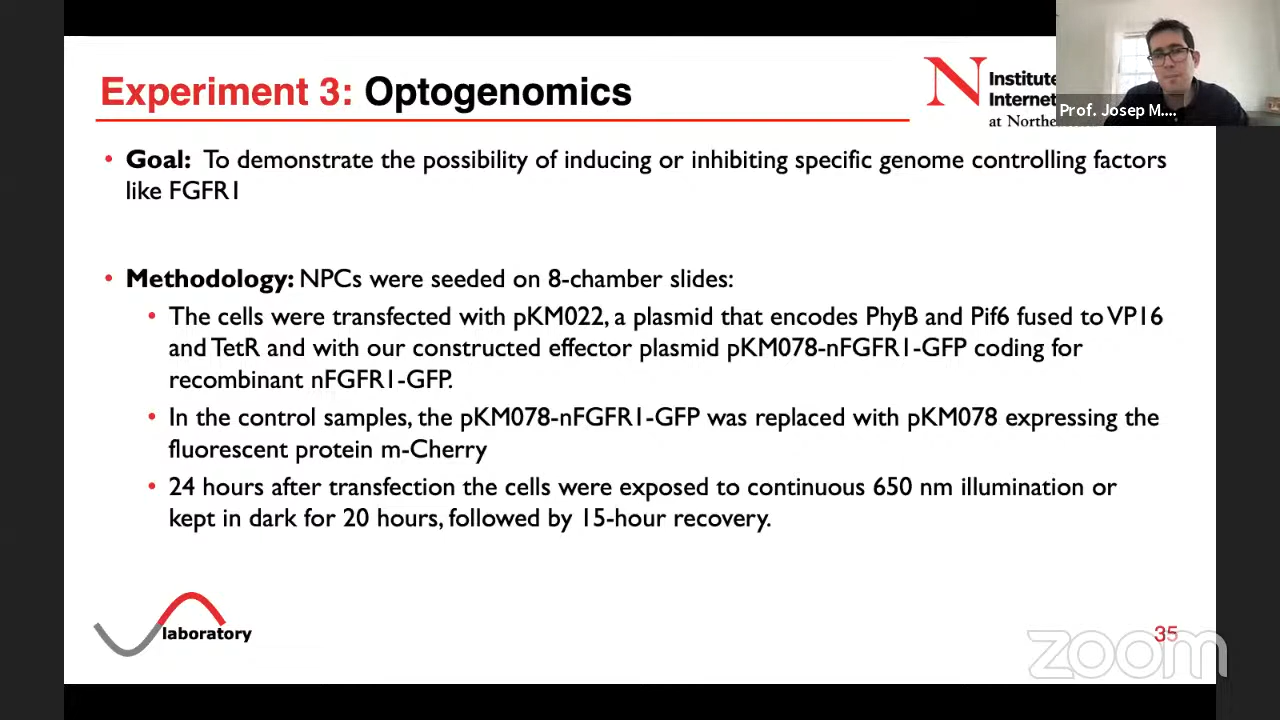 Experiment 3: Optogenomics
Institute
Internet
at Northe
Prof. Josep M....
• Goal: To demonstrate the possibility of inducing or inhibiting specific genome controlling factors
like FGFR1
• Methodology: NPCs were seeded on 8-chamber slides:
• The cells were transfected with pKM022, a plasmid that encodes PhyB and Pif6 fused to VP16
and TetR and with our constructed effector plasmid pKM078-nFGFR1-GFP coding for
recombinant nFGFR1-GFP.
• In the control samples, the pKM078-nFGFR1-GFP was replaced with pKM078 expressing the
fluorescent protein m-Cherry
• 24 hours after transfection the cells were exposed to continuous 650 nm illumination or
kept in dark for 20 hours, followed by 15-hour recovery.
laboratory
35
zoom